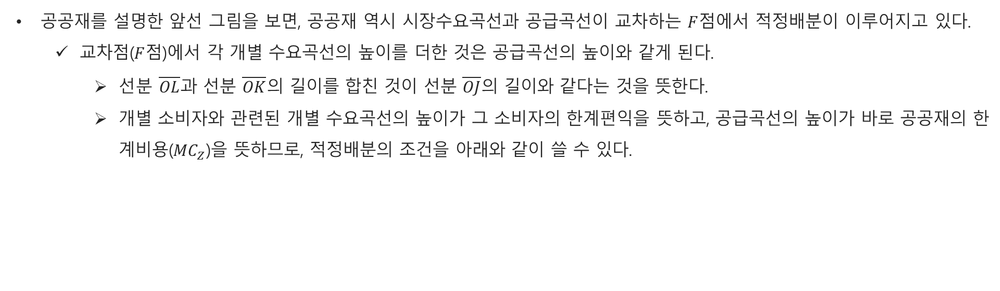 • 공공재를 설명한 앞선 그림을 보면, 공공재 역시 시장수요곡선과 공급곡선이 교차하는 F점에서 적정배분이 이루어지고 있다.
✓ 교차점(F점)에서 각 개별 수요곡선의 높이를 더한 것은 공급곡선의 높이와 같게 된다.
➢ 선분 O̅L̅과 선분 O̅K̅의 길이를 합친 것이 선분 O̅J̅의 길이와 같다는 것을 뜻한다.
➢ 개별 소비자와 관련된 개별 수요곡선의 높이가 그 소비자의 한계편익을 뜻하고, 공급곡선의 높이가 바로 공공재의 한
계비용(MC_Z)을 뜻하므로, 적정배분의 조건을 아래와 같이 쓸 수 있다.